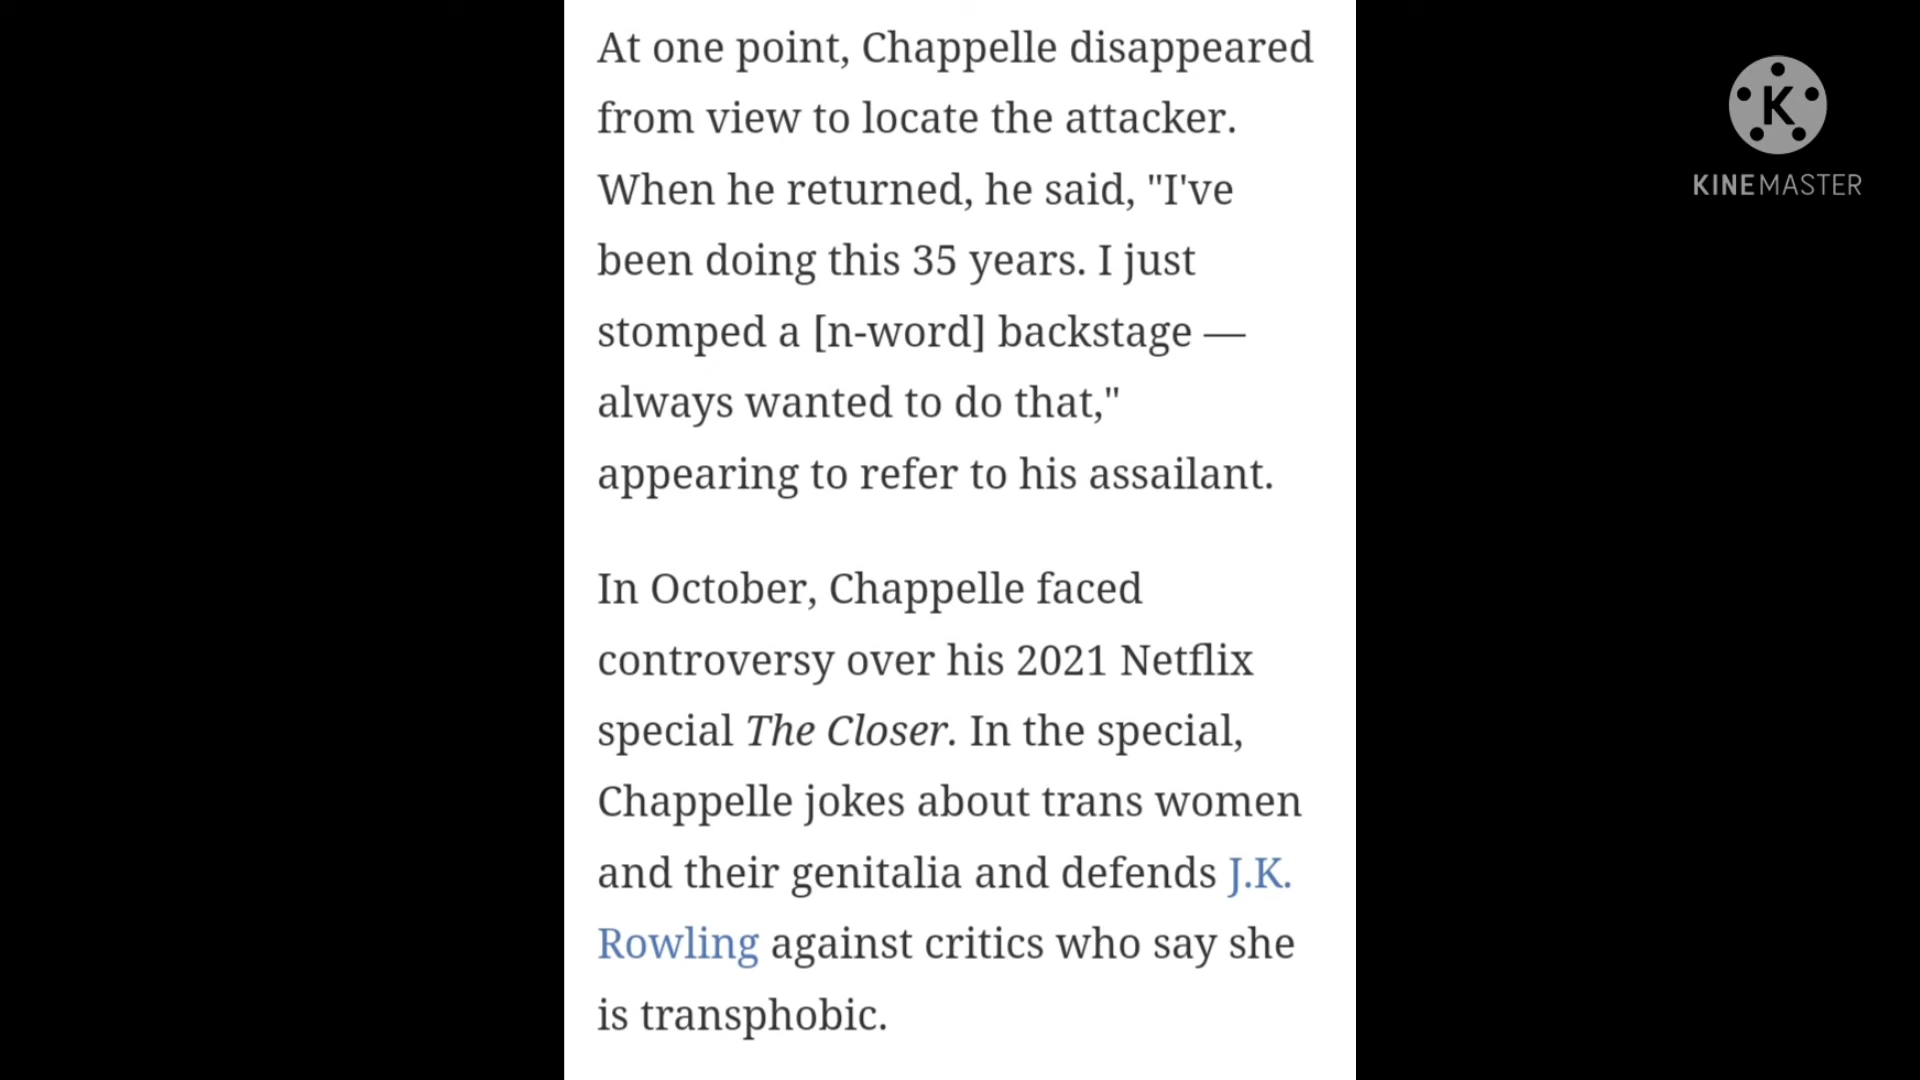 At one point, Chappelle disappeared
from view to locate the attacker.
When he returned, he said, "I've
been doing this 35 years. I just
stomped a [n-word] backstage —
always wanted to do that,"
appearing to refer to his assailant.
In October, Chappelle faced
controversy over his 2021 Netflix
special The Closer. In the special,
Chappelle jokes about trans women
and their genitalia and defends J.K.
Rowling against critics who say she
is transphobic.
K
KINEMASTER